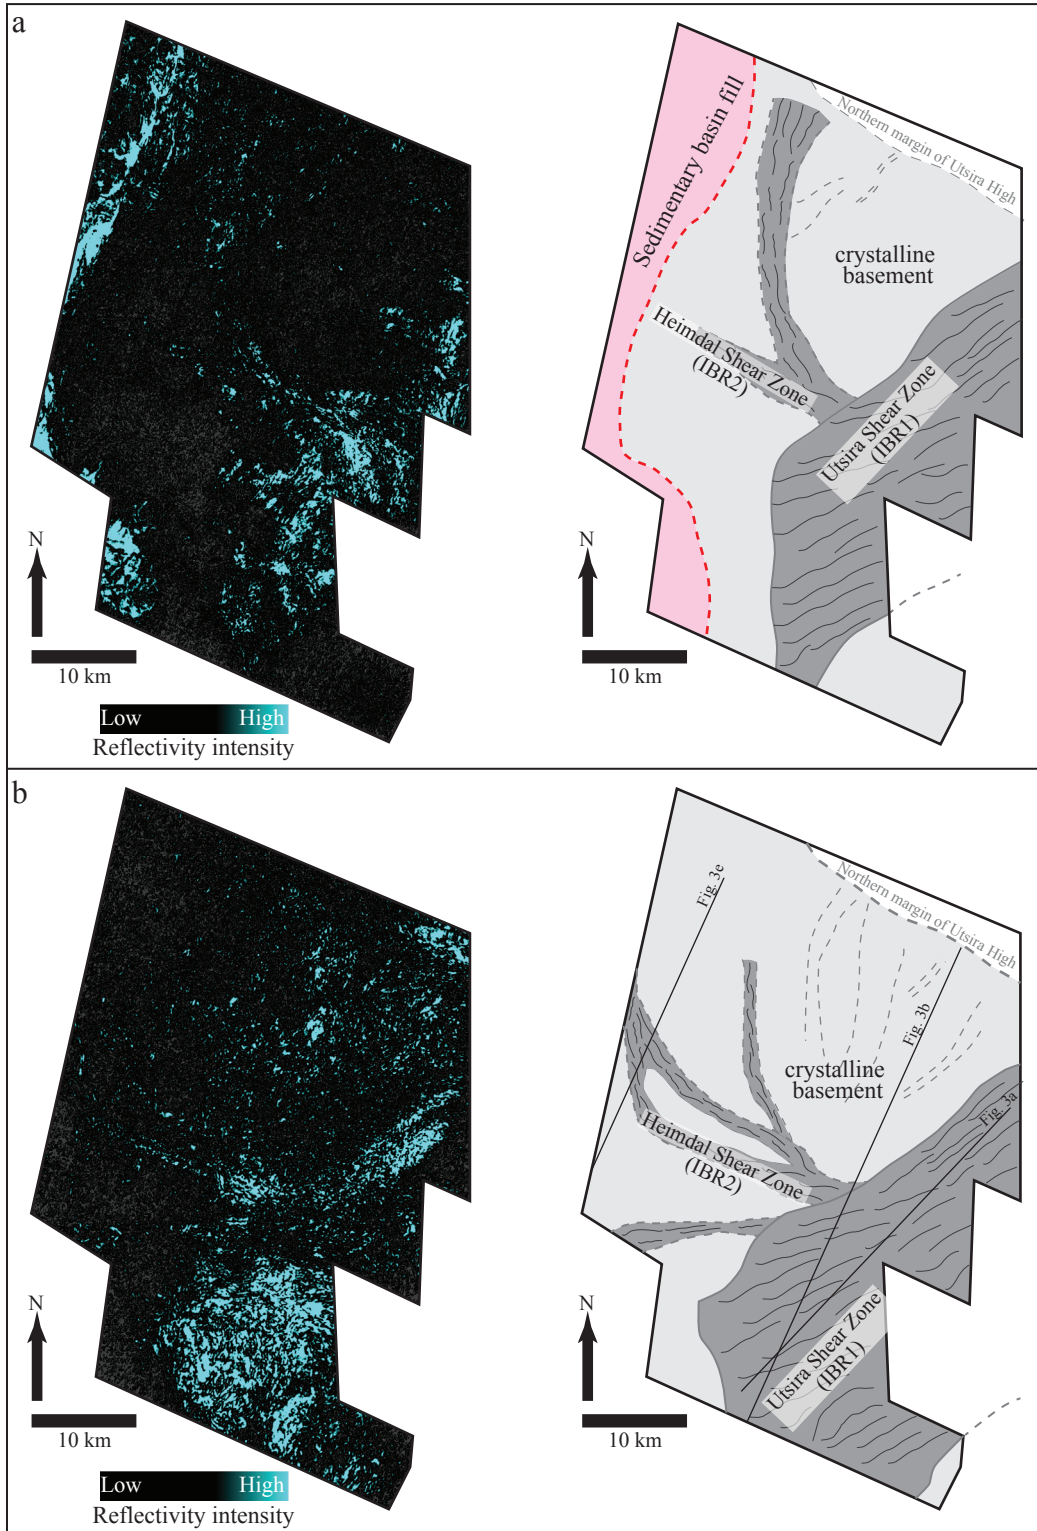 a
Sedimentary basin fill
Northern margin of Utsira High
crystalline
basement
Heimdal Shear Zone
(IBR2)
Utsira Shear Zone
(IBR1)
N
10 km
N
10 km
Low High
Reflectivity intensity
b
Fig. 3e
Northern margin of Utsira High
Fig. 3b
crystalline
basement
Fig. 3a
Heimdal Shear Zone
(IBR2)
Utsira Shear Zone
(IBR1)
N
10 km
N
10 km
Low High
Reflectivity intensity